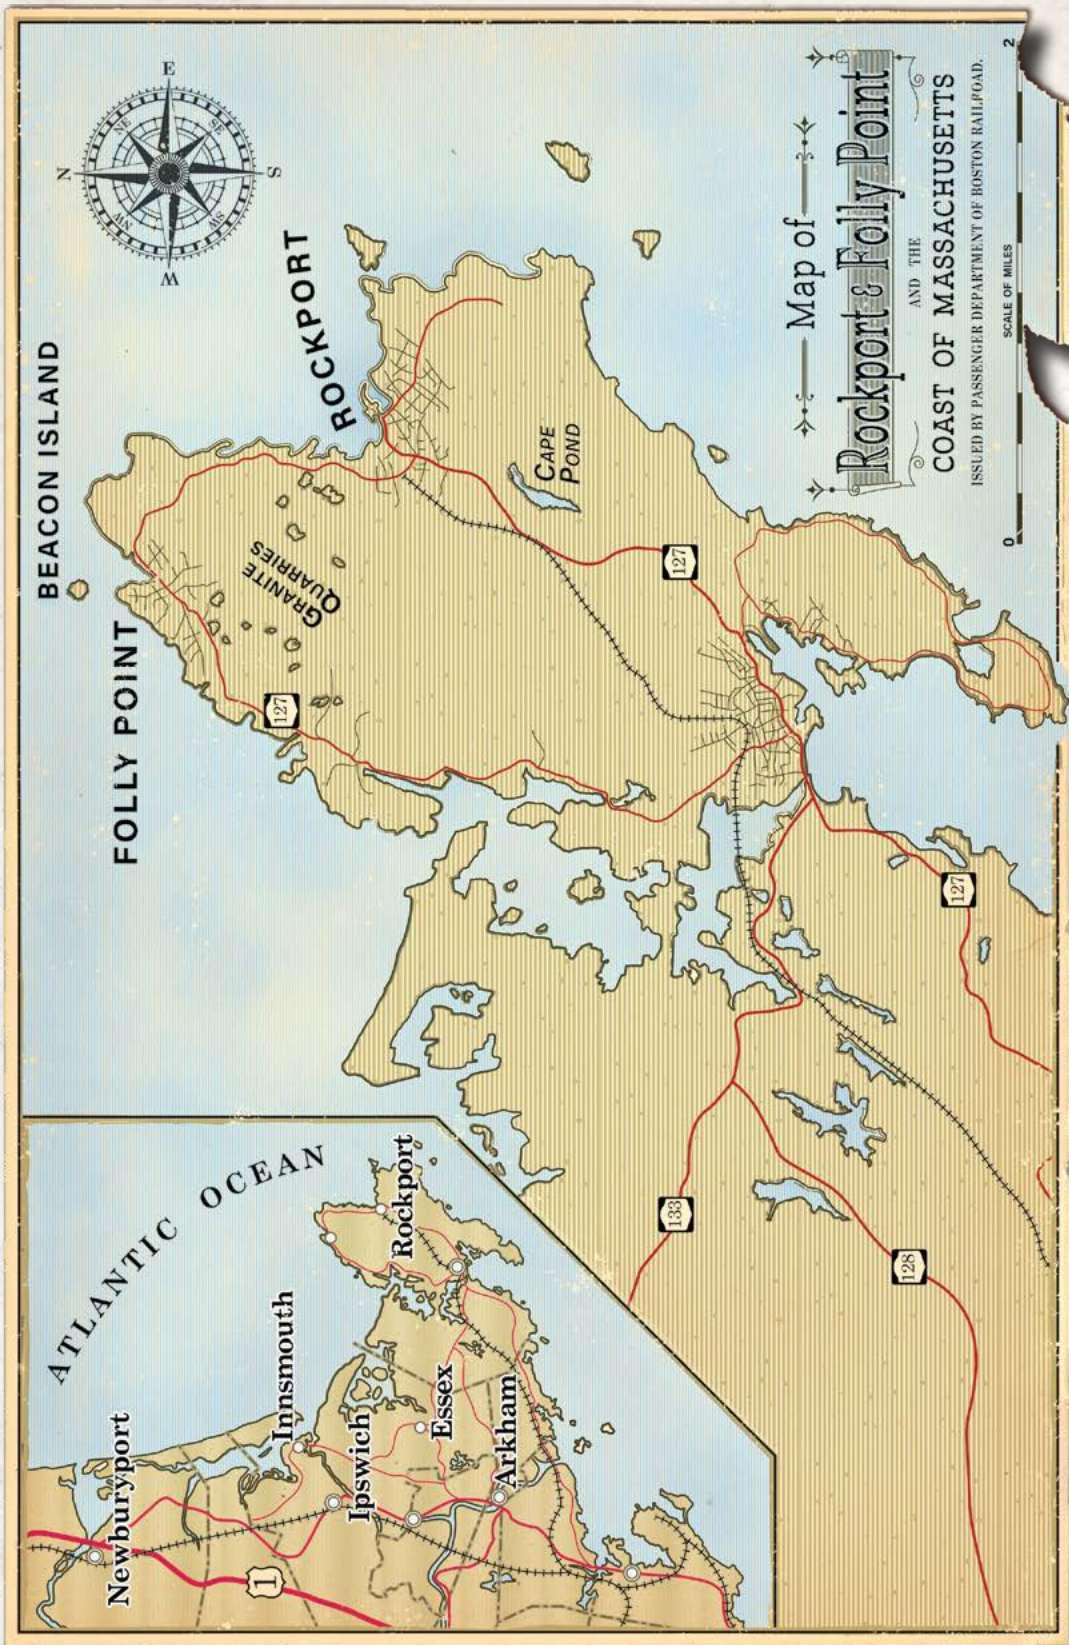 ATLANTIC OCEAN
Newburyport
Innsmouth
Ipswich
Essex
Arkham
Rockport
1
FOLLY POINT
BEACON ISLAND
ROCKPORT
GRANITE
QUARRIES
CAPE
POND
127
127
127
133
128
N
NE
E
SE
S
SW
W
NW
Map of
Rockport & Folly Point
AND THE
COAST OF MASSACHUSETTS
ISSUED BY PASSENGER DEPARTMENT OF BOSTON RAILROAD.
0
SCALE OF MILES
2